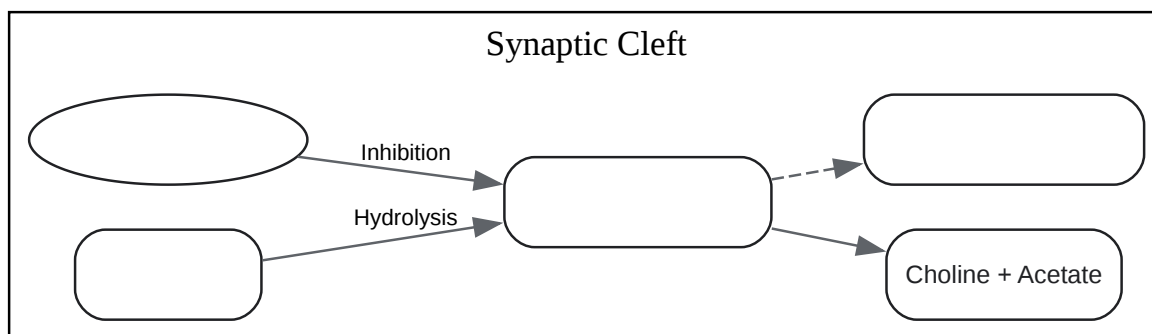 Synaptic Cleft
Inhibition
Hydrolysis
Choline + Acetate